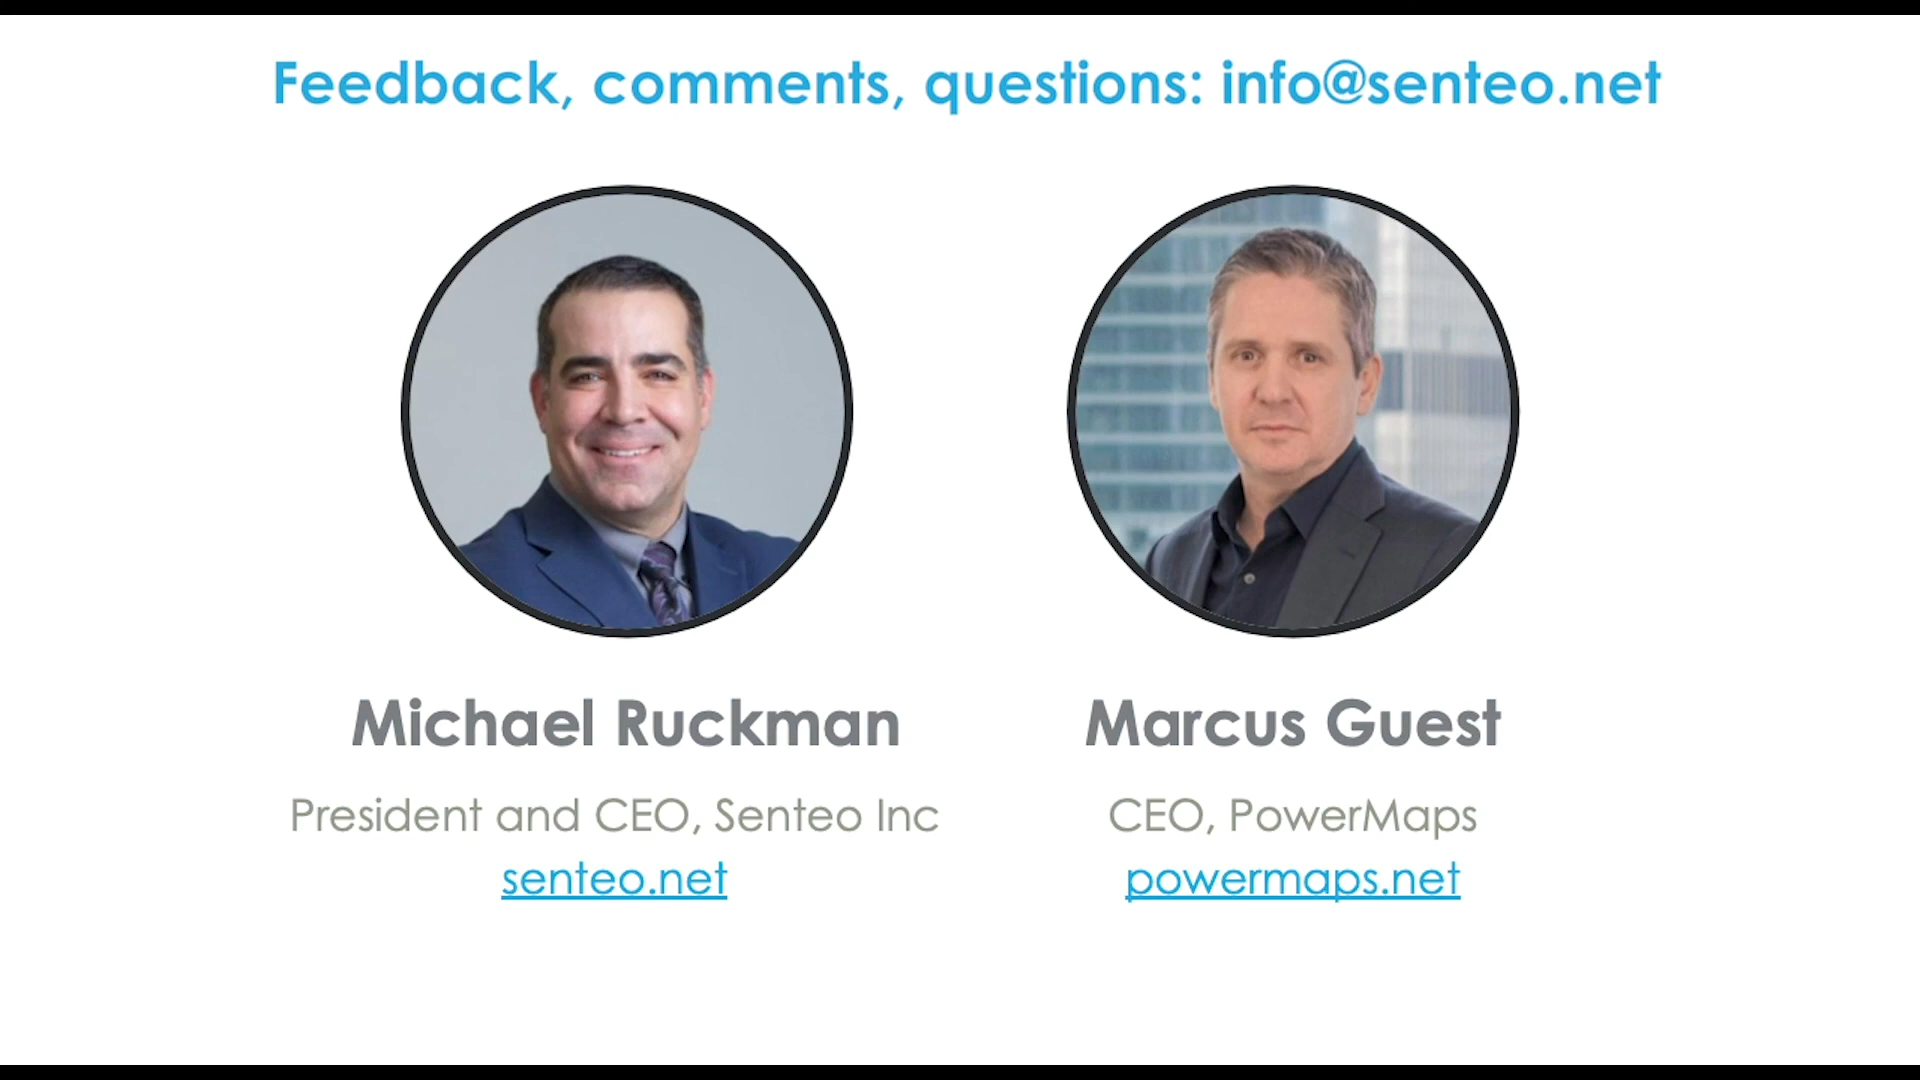 Feedback, comments, questions: info@senteo.net
Michael Ruckman
President and CEO, Senteo Inc
senteo.net
Marcus Guest
CEO, PowerMaps
powermaps.net